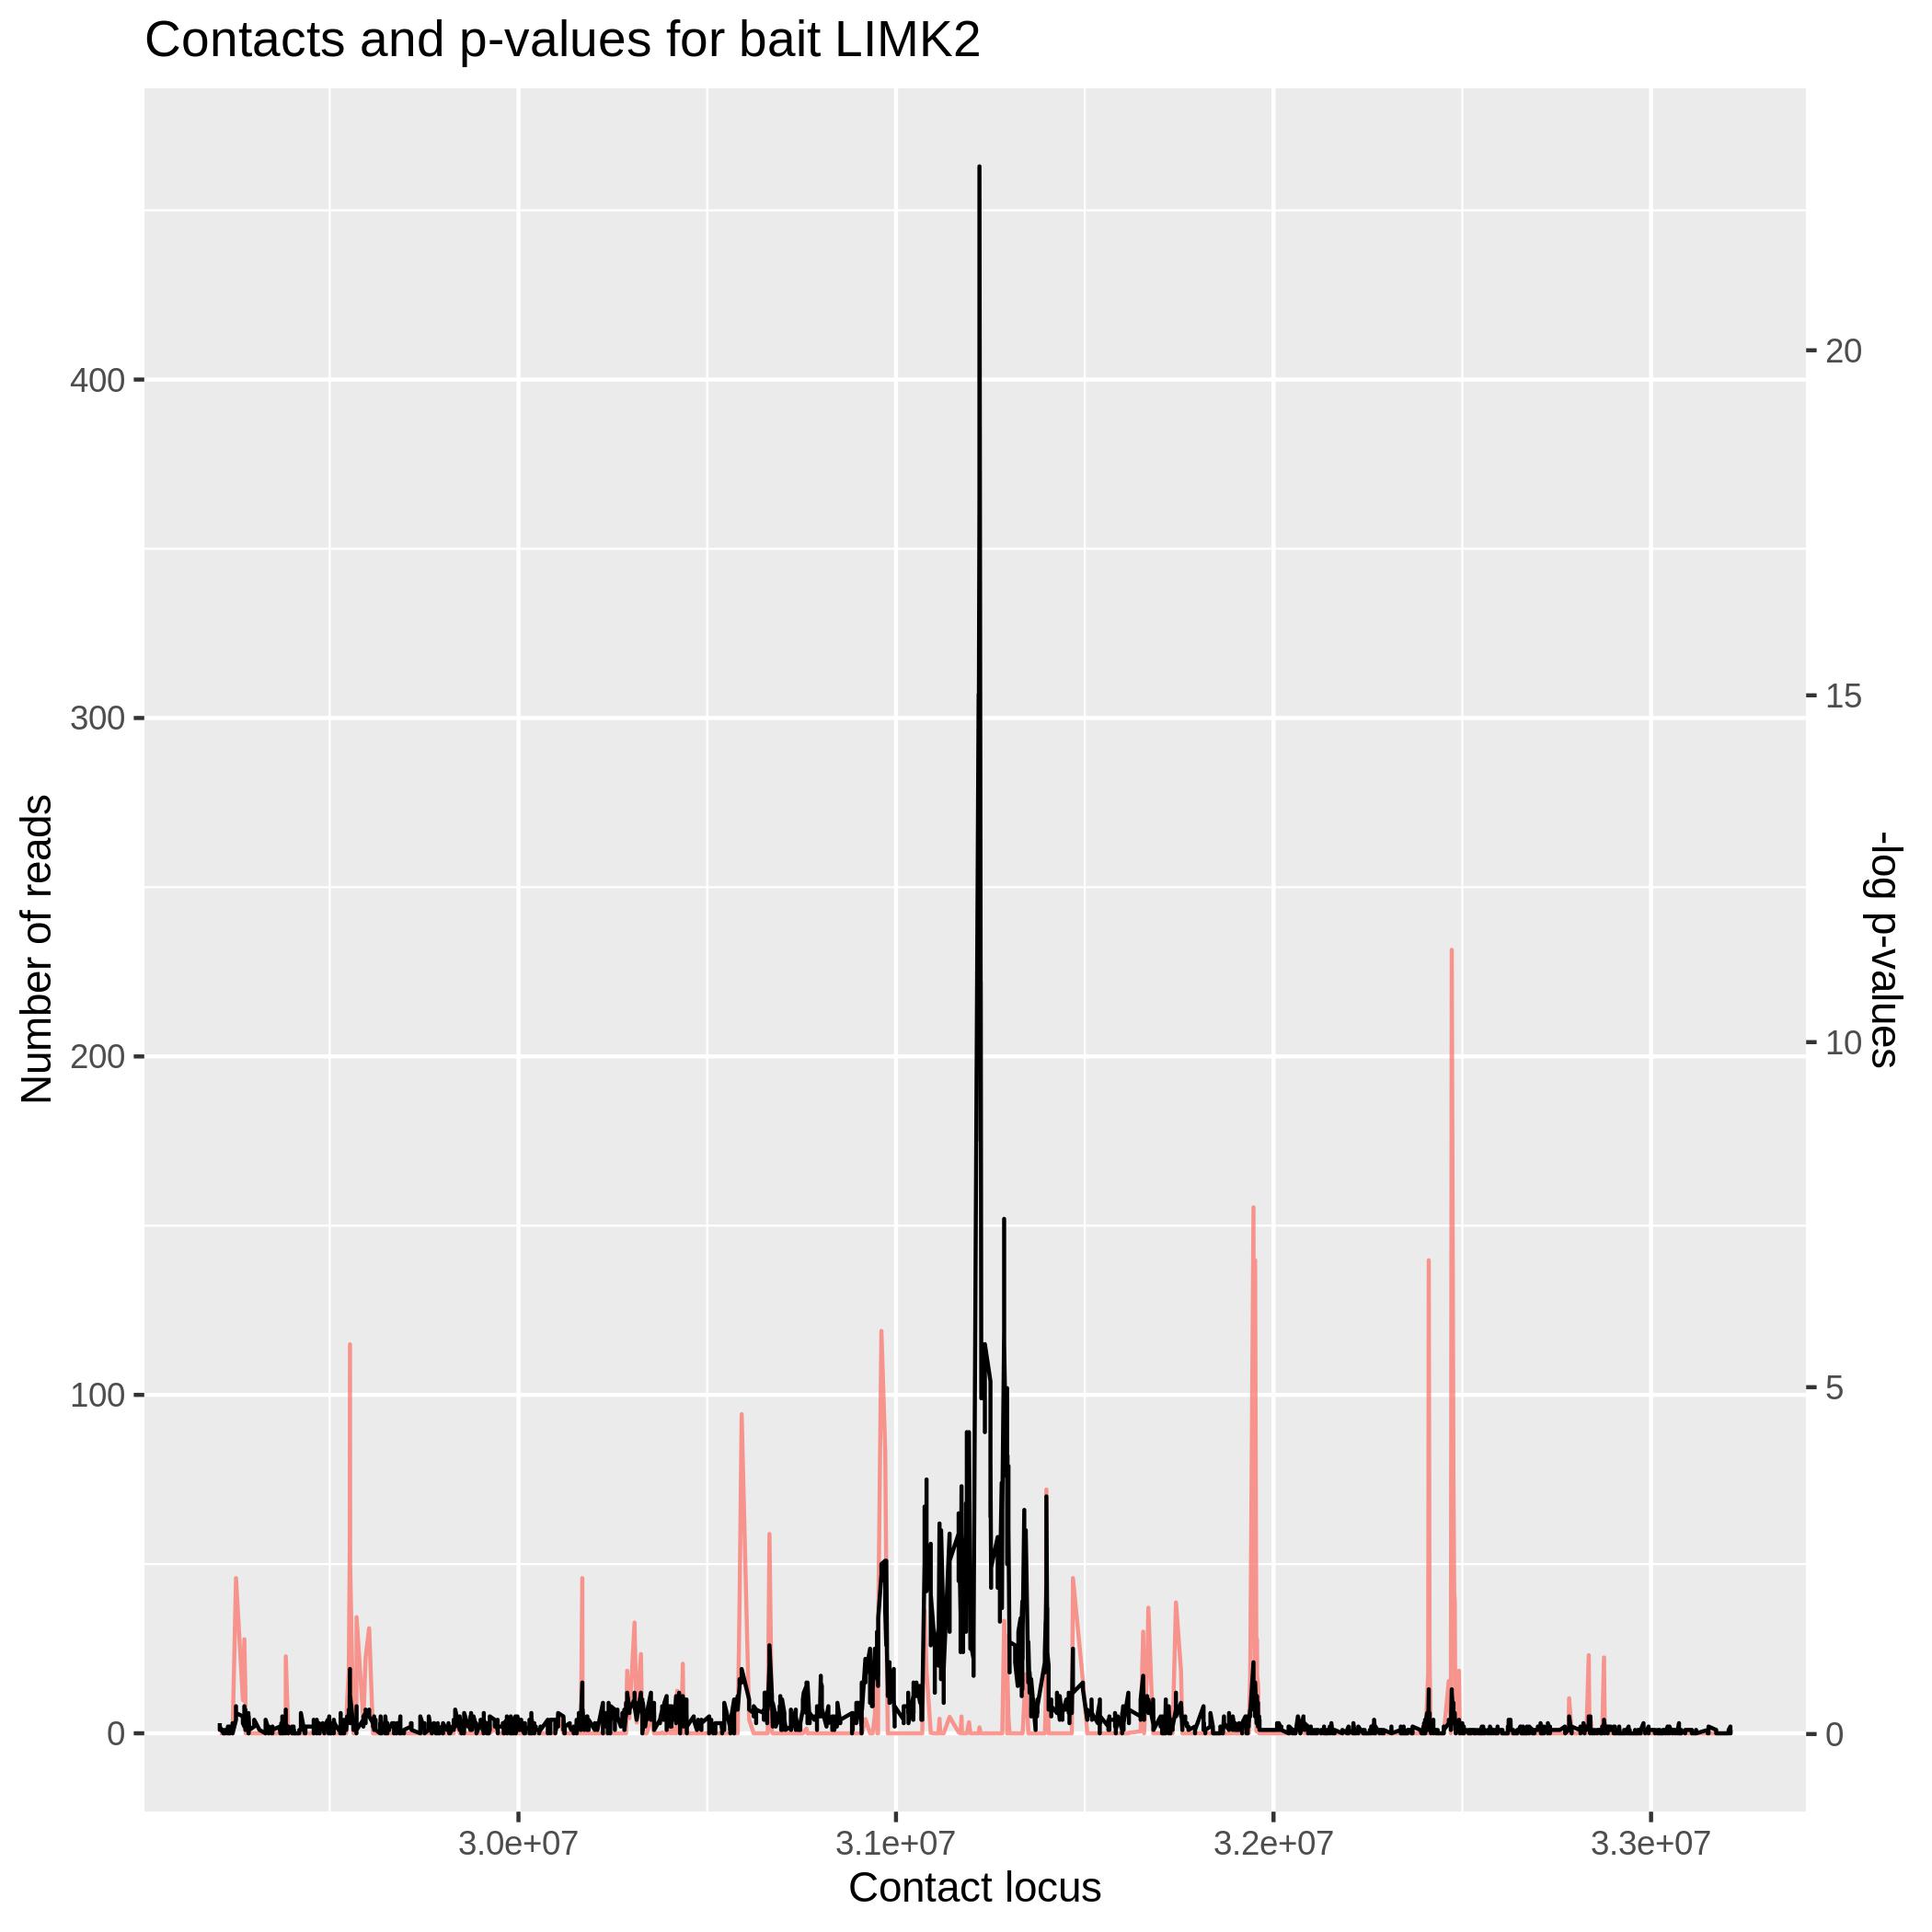 Contacts and p-values for bait LIMK2
Number of reads
400
300
200
100
0
20
15
10
5
0
-log p-values
3.0e+07
3.1e+07
3.2e+07
3.3e+07
Contact locus